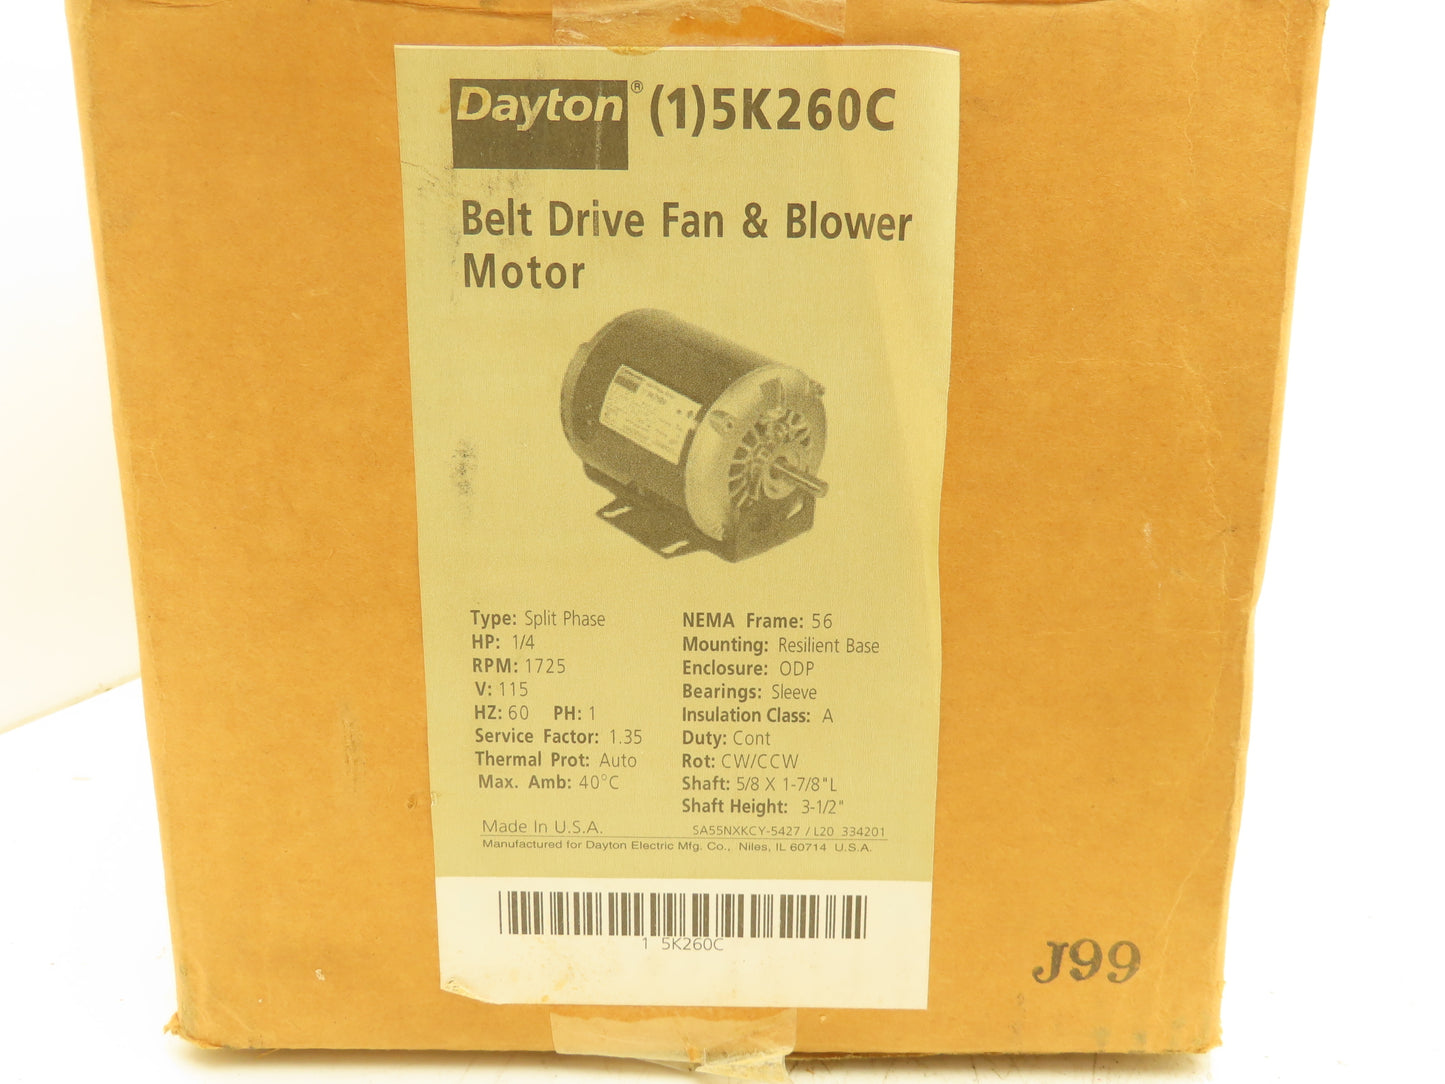 Dayton® (1)5K260C
Belt Drive Fan & Blower
Motor
Type: Split Phase
HP: 1/4
RPM: 1725
V: 115
HZ: 60 PH: 1
Service Factor: 1.35
Thermal Prot: Auto
Max. Amb: 40°C
NEMA Frame: 56
Mounting: Resilient Base
Enclosure: ODP
Bearings: Sleeve
Insulation Class: A
Duty: Cont
Rot: CW/CCW
Shaft: 5/8 X 1-7/8"L
Shaft Height: 3-1/2"
Made In U.S.A. SA55NXKCY-5427 / L20 334201
Manufactured for Dayton Electric Mfg. Co., Niles, IL 60714 U.S.A.
1 5K260C
J99